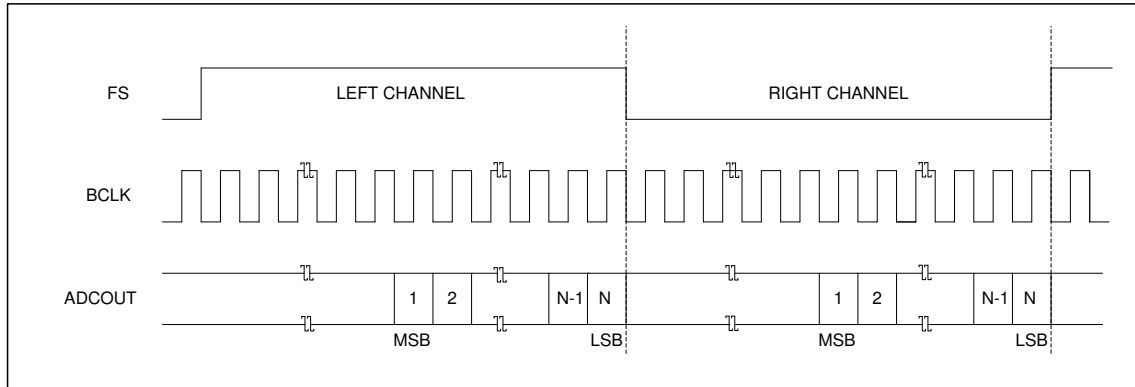 FS
LEFT CHANNEL
RIGHT CHANNEL
BCLK
ADCOUT
1 2 N-1 N 1 2 N-1 N
MSB LSB MSB LSB